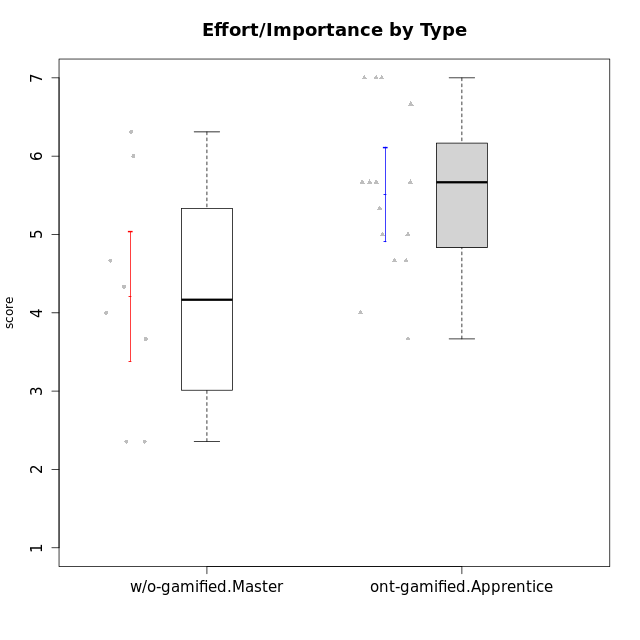 Effort/Importance by Type
score
7
6
5
4
3
2
1
w/o-gamified.Master
ont-gamified.Apprentice